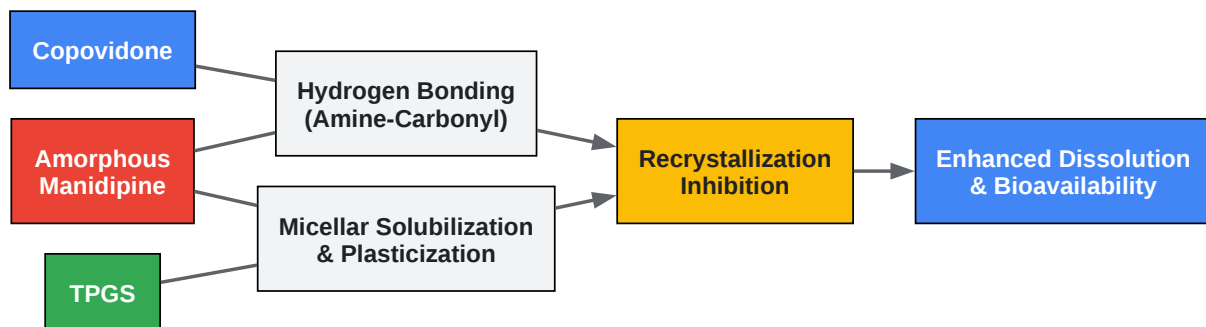 Copovidone
Hydrogen Bonding
(Amine-Carbonyl)
Amorphous
Manidipine
Recrystallization
Inhibition
Enhanced Dissolution
& Bioavailability
Micellar Solubilization
& Plasticization
TPGS